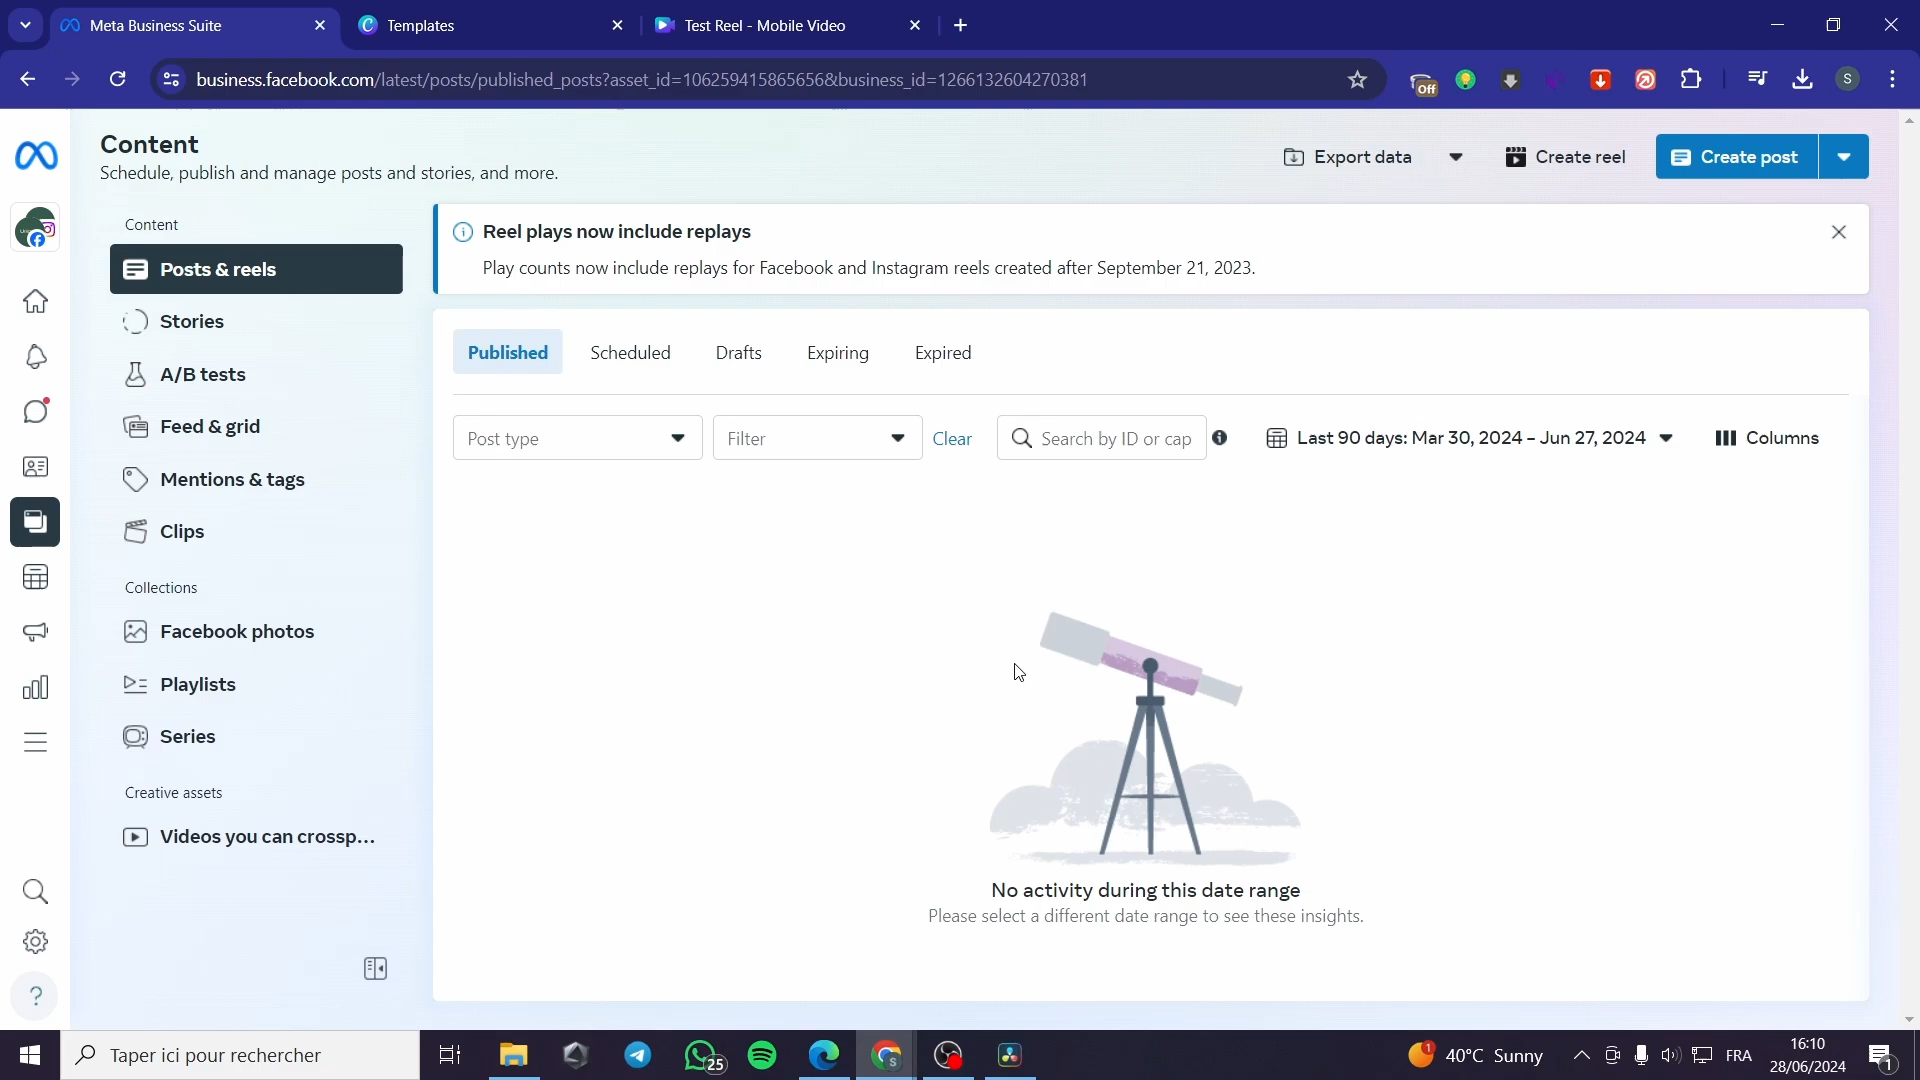 Meta Business Suite
Templates
Test Reel - Mobile Video
business.facebook.com/latest/posts/published_posts?asset_id=106259415865656&business_id=1266132604270381
Off
S
Content
Schedule, publish and manage posts and stories, and more.
Export data
Create reel
Create post
Content
Posts & reels
Stories
A/B tests
Feed & grid
Mentions & tags
Clips
Collections
Facebook photos
Playlists
Series
Creative assets
Videos you can crossp...
Reel plays now include replays
Play counts now include replays for Facebook and Instagram reels created after September 21, 2023.
Published
Scheduled
Drafts
Expiring
Expired
Post type
Filter
Clear
Search by ID or cap
Last 90 days: Mar 30, 2024 – Jun 27, 2024
Columns
No activity during this date range
Please select a different date range to see these insights.
Taper ici pour rechercher
25
S
1
40°C Sunny
FRA
16:10
28/06/2024
1